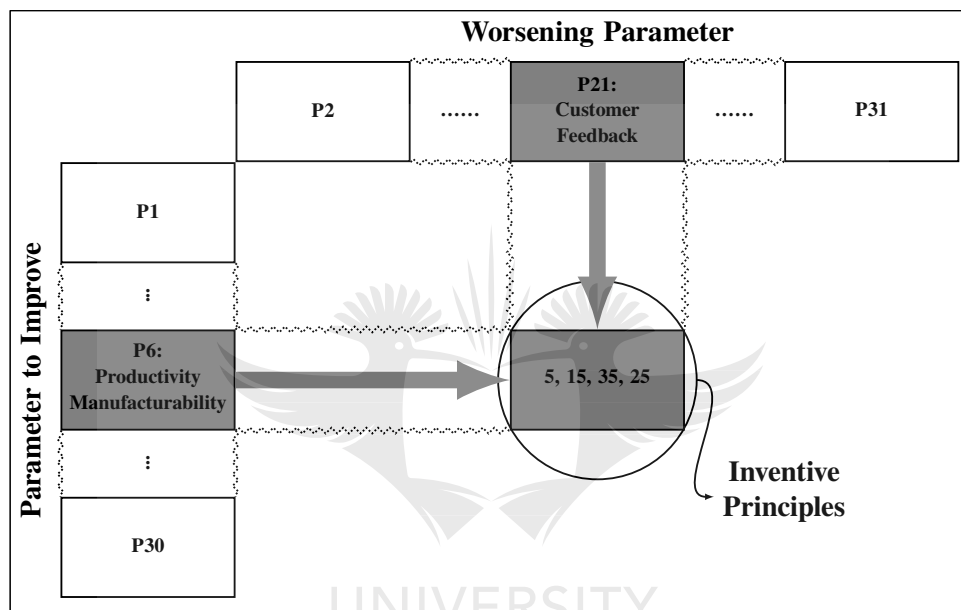 Worsening Parameter
P2
......
P21:
Customer
Feedback
......
P31
Parameter to Improve
P1
...
P6:
Productivity
Manufacturability
5, 15, 35, 25
...
P30
Inventive
Principles
UNIVERSITY